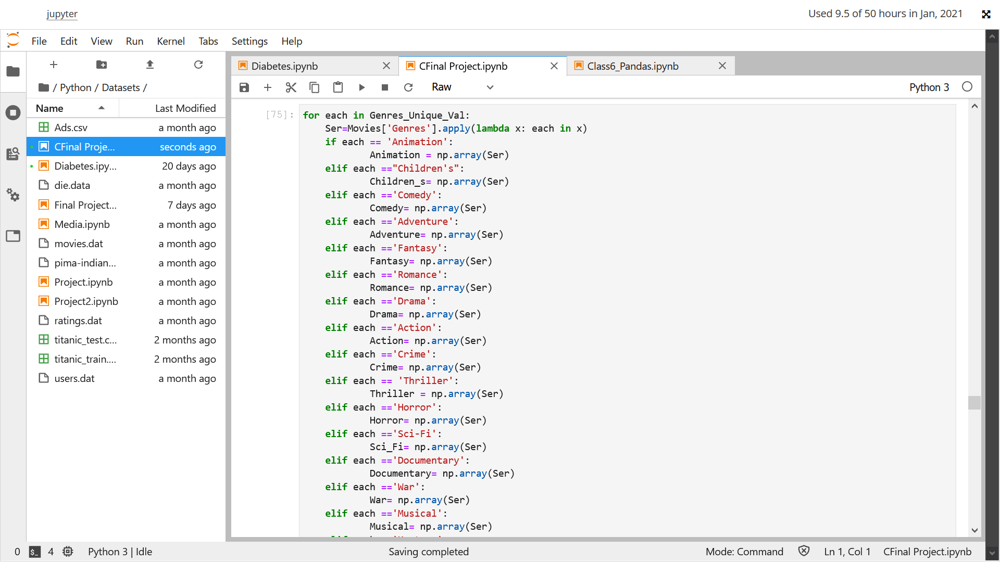 jupyter
Used 9.5 of 50 hours in Jan, 2021
File Edit View Run Kernel Tabs Settings Help
/ Python / Datasets /
Name Last Modified
Ads.csv a month ago
CFinal Proje... seconds ago
Diabetes.ipy... 20 days ago
die.data a month ago
Final Project... 7 days ago
Media.ipynb a month ago
movies.dat a month ago
pima-indian... a month ago
Project.ipynb a month ago
Project2.ipynb a month ago
ratings.dat a month ago
titanic_test.c... 2 months ago
titanic_train.... 2 months ago
users.dat a month ago
Diabetes.ipynb CFinal Project.ipynb Class6_Pandas.ipynb
Raw Python 3
[75]: for each in Genres_Unique_Val:
    Ser=Movies['Genres'].apply(lambda x: each in x)
    if each == 'Animation':
            Animation = np.array(Ser)
    elif each =="Children's":
            Children_s= np.array(Ser)
    elif each =='Comedy':
            Comedy= np.array(Ser)
    elif each =='Adventure':
            Adventure= np.array(Ser)
    elif each =='Fantasy':
            Fantasy= np.array(Ser)
    elif each =='Romance':
            Romance= np.array(Ser)
    elif each =='Drama':
            Drama= np.array(Ser)
    elif each =='Action':
            Action= np.array(Ser)
    elif each =='Crime':
            Crime= np.array(Ser)
    elif each == 'Thriller':
            Thriller = np.array(Ser)
    elif each =='Horror':
            Horror= np.array(Ser)
    elif each =='Sci-Fi':
            Sci_Fi= np.array(Ser)
    elif each =='Documentary':
            Documentary= np.array(Ser)
    elif each =='War':
            War= np.array(Ser)
    elif each =='Musical':
            Musical= np.array(Ser)
0 $_ 4 Python 3 | Idle Saving completed Mode: Command Ln 1, Col 1 CFinal Project.ipynb